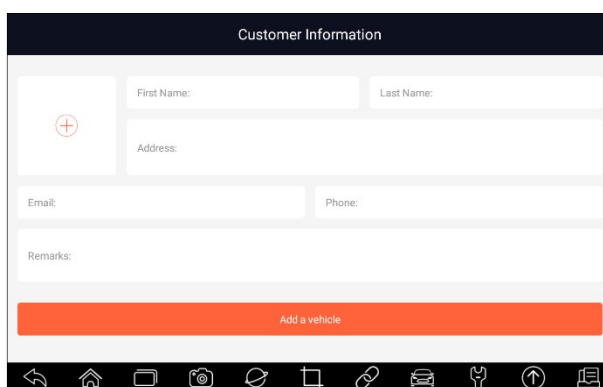 Customer Information
First Name:
Last Name:
Address:
Email:
Phone:
Remarks:
Add a vehicle